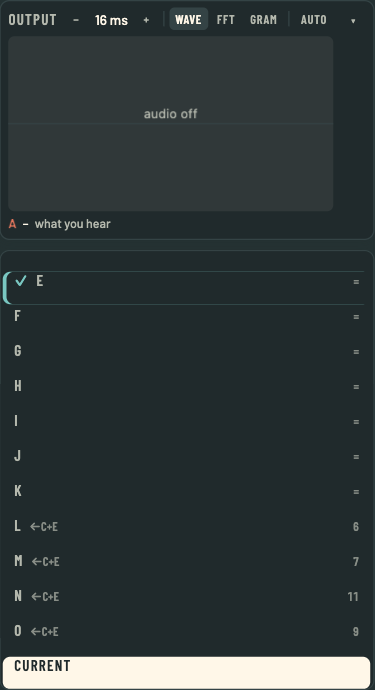 OUTPUT − 16 ms + WAVE FFT GRAM AUTO ▾
audio off
A – what you hear
✓ E =
F =
G =
H =
I =
J =
K =
L ←C+E 6
M ←C+E 7
N ←C+E 11
O ←C+E 9
CURRENT